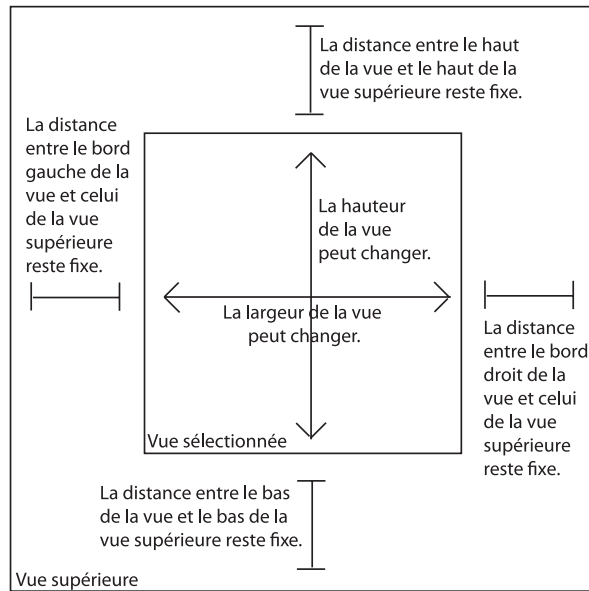 La distance entre le haut
de la vue et le haut de la
vue supérieure reste fixe.
La distance
entre le bord
gauche de la
vue et celui
de la vue
supérieure
reste fixe.
La hauteur
de la vue
peut changer.
La largeur de la vue
peut changer.
La distance
entre le bord
droit de la
vue et celui
de la vue
supérieure
reste fixe.
Vue sélectionnée
La distance entre le bas
de la vue et le bas de la
vue supérieure reste fixe.
Vue supérieure